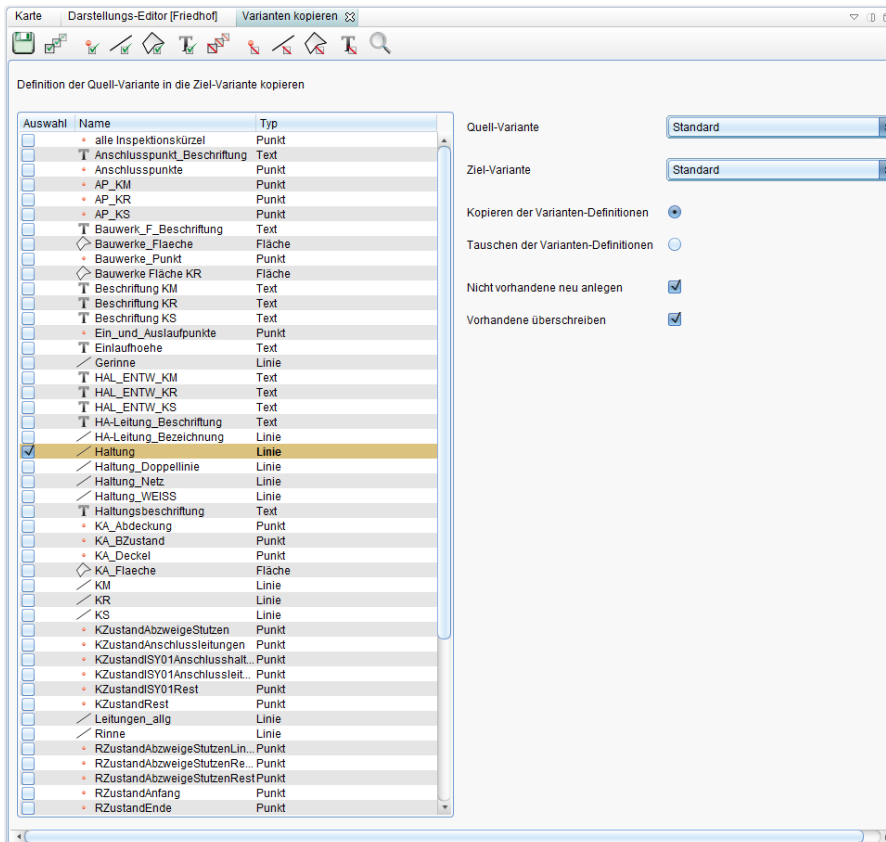 Karte Darstellungs-Editor [Friedhof] Varianten kopieren
Definition der Quell-Variante in die Ziel-Variante kopieren
Auswahl Name Typ
alle Inspektionskürzel Punkt
Anschlusspunkt_Beschriftung Text
Anschlusspunkte Punkt
AP_KM Punkt
AP_KR Punkt
AP_KS Punkt
Bauwerk_F_Beschriftung Text
Bauwerke_Flaeche Fläche
Bauwerke_Punkt Punkt
Bauwerke Fläche KR Fläche
Beschriftung KM Text
Beschriftung KR Text
Beschriftung KS Text
Ein_und_Auslaufpunkte Punkt
Einlaufhoehe Text
Gerinne Linie
HAL_ENTW_KM Text
HAL_ENTW_KR Text
HAL_ENTW_KS Text
HA-Leitung_Beschriftung Text
HA-Leitung_Bezeichnung Linie
Haltung Linie
Haltung_Doppellinie Linie
Haltung_Netz Linie
Haltung_WEISS Linie
Haltungsbeschriftung Text
KA_Abdeckung Punkt
KA_BZustand Punkt
KA_Deckel Punkt
KA_Flaeche Fläche
KM Linie
KR Linie
KS Linie
KZustandAbzweigeStutzen Punkt
KZustandAnschlussleitungen Punkt
KZustandISY01Anschlusshalt... Punkt
KZustandISY01Anschlussleit... Punkt
KZustandISY01Rest Punkt
KZustandRest Punkt
Leitungen_allg Linie
Rinne Linie
RZustandAbzweigeStutzenLin... Punkt
RZustandAbzweigeStutzenRe... Punkt
RZustandAbzweigeStutzenRest Punkt
RZustandAnfang Punkt
RZustandEnde Punkt
Quell-Variante Standard
Ziel-Variante Standard
Kopieren der Varianten-Definitionen
Tauschen der Varianten-Definitionen
Nicht vorhandene neu anlegen
Vorhandene überschreiben